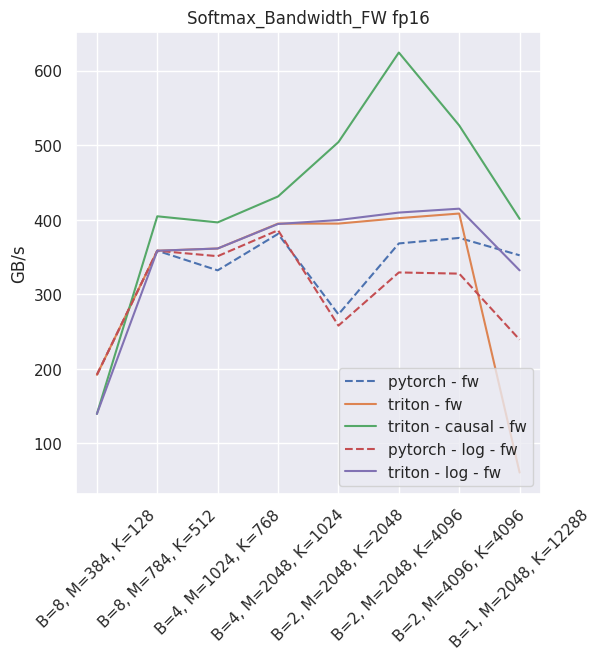 Softmax_Bandwidth_FW fp16
GB/s
600
500
400
300
200
100
pytorch - fw
triton - fw
triton - causal - fw
pytorch - log - fw
triton - log - fw
B=8, M=384, K=128
B=8, M=784, K=512
B=4, M=1024, K=768
B=4, M=2048, K=1024
B=2, M=2048, K=2048
B=2, M=2048, K=4096
B=2, M=4096, K=4096
B=1, M=2048, K=12288